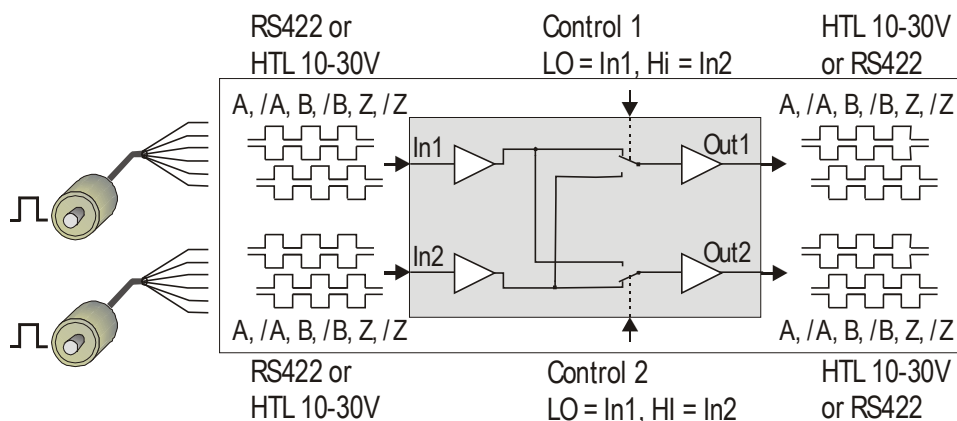 RS422 or
HTL 10-30V
Control 1
LO = In1, Hi = In2
HTL 10-30V
or RS422
A, /A, B, /B, Z, /Z
A, /A, B, /B, Z, /Z
In1
Out1
In2
Out2
A, /A, B, /B, Z, /Z
A, /A, B, /B, Z, /Z
RS422 or
HTL 10-30V
Control 2
LO = In1, HI = In2
HTL 10-30V
or RS422